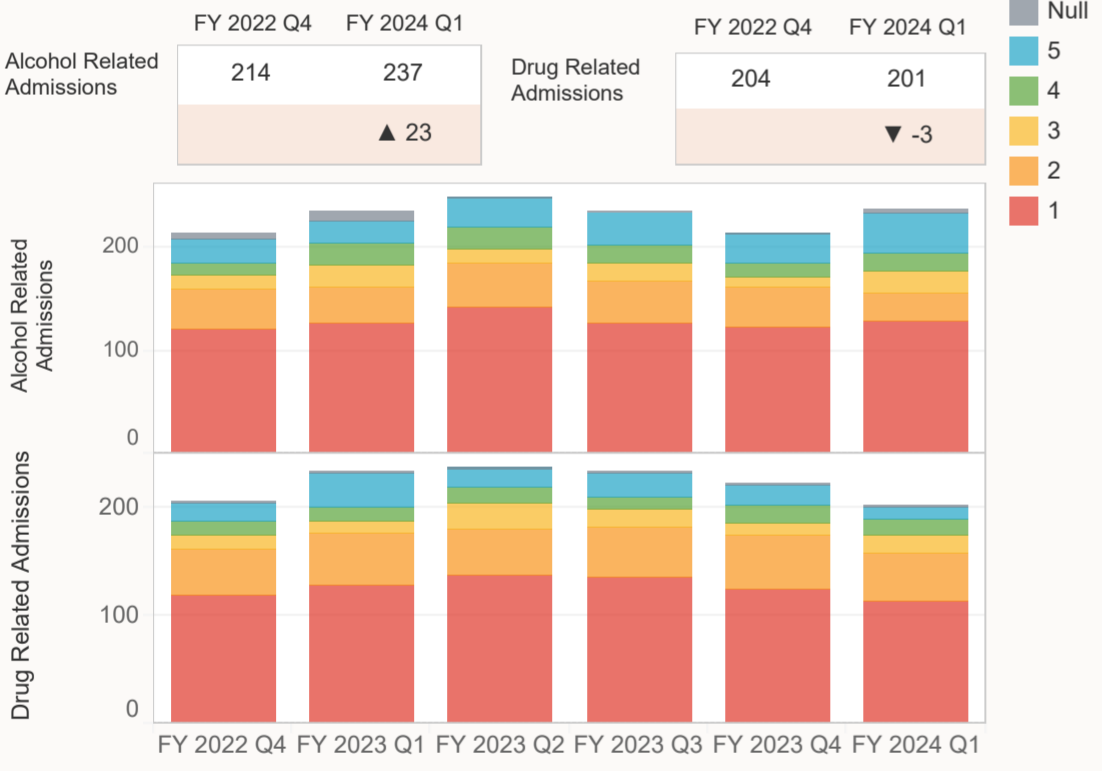 FY 2022 Q4 FY 2024 Q1
Alcohol Related
Admissions
214 237
▲ 23
FY 2022 Q4 FY 2024 Q1
Drug Related
Admissions
204 201
▼ -3
Null
5
4
3
2
1
Alcohol Related
Admissions
200
100
0
Drug Related Admissions
200
100
0
FY 2022 Q4 FY 2023 Q1 FY 2023 Q2 FY 2023 Q3 FY 2023 Q4 FY 2024 Q1